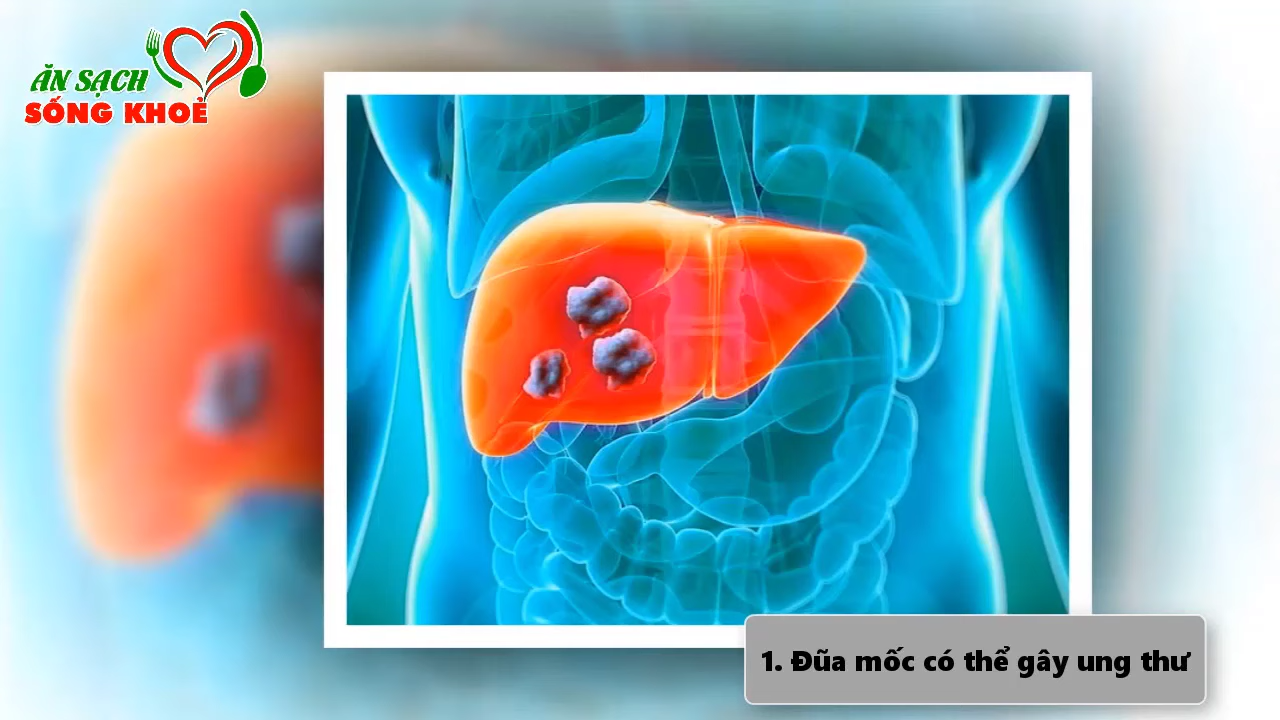 ĂN SẠCH
SỐNG KHOẺ
1. Đũa mốc có thể gây ung thư